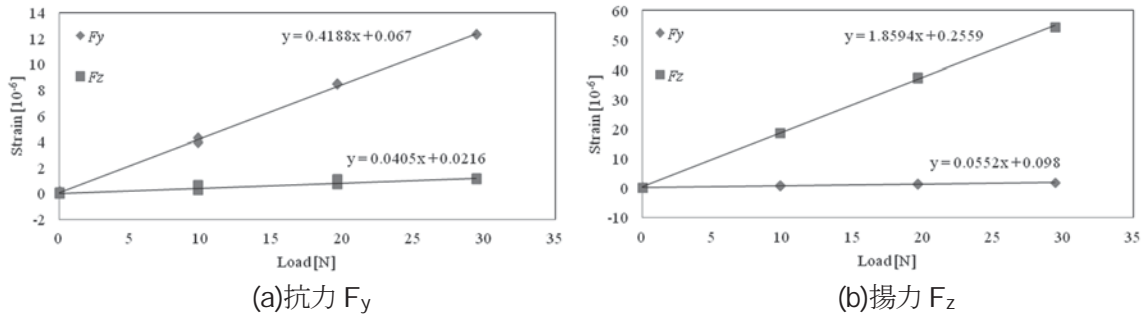 14
12
10
8
6
4
2
0
-2
Strain [10-6]
Fy
Fz
y=0.4188x+0.067
y=0.0405x+0.0216
0 5 10 15 20 25 30 35
Load [N]
(a)抗力 Fy
60
50
40
30
20
10
0
-10
Strain [10-6]
Fy
Fz
y=1.8594x+0.2559
y=0.0552x+0.098
0 5 10 15 20 25 30 35
Load [N]
(b)揚力 Fz